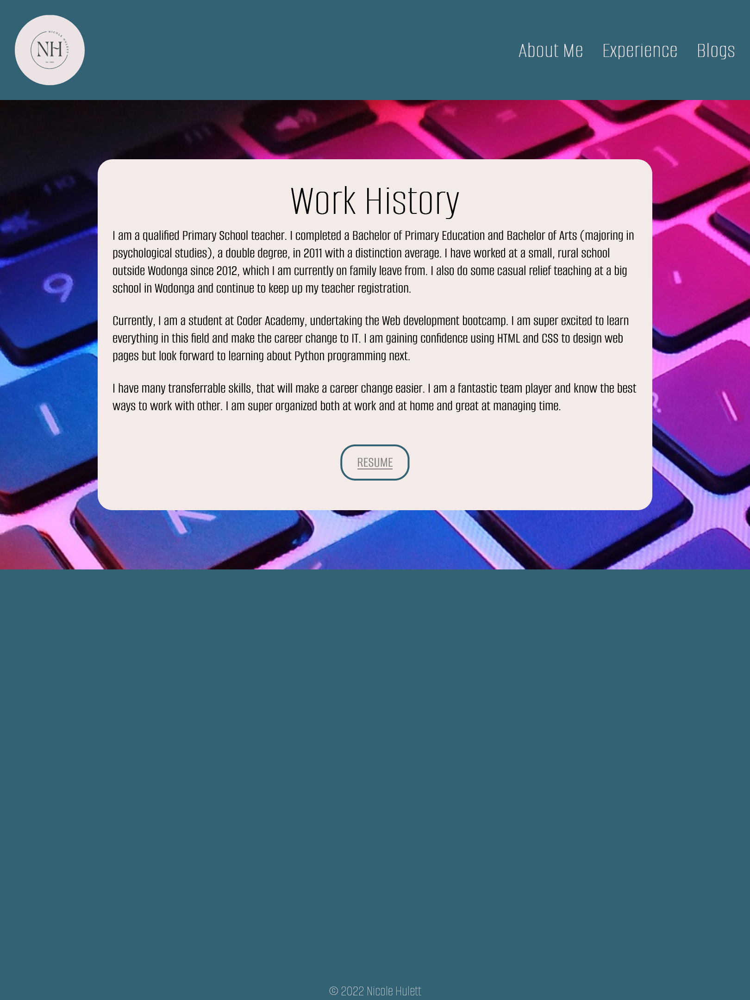 NICOLE HULETT
NH
About Me Experience Blogs
Work History
I am a qualified Primary School teacher. I completed a Bachelor of Primary Education and Bachelor of Arts (majoring in
psychological studies), a double degree, in 2011 with a distinction average. I have worked at a small, rural school
outside Wodonga since 2012, which I am currently on family leave from. I also do some casual relief teaching at a big
school in Wodonga and continue to keep up my teacher registration.
Currently, I am a student at Coder Academy, undertaking the Web development bootcamp. I am super excited to learn
everything in this field and make the career change to IT. I am gaining confidence using HTML and CSS to design web
pages but look forward to learning about Python programming next.
I have many transferrable skills, that will make a career change easier. I am a fantastic team player and know the best
ways to work with other. I am super organized both at work and at home and great at managing time.
RESUME
f11
f10
9
I
K
© 2022 Nicole Hulett